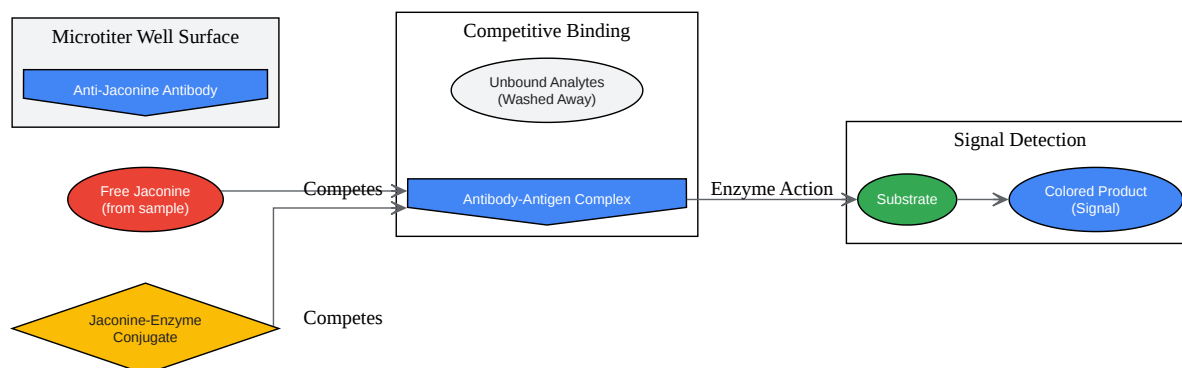 Microtiter Well Surface
Anti-Jaconine Antibody
Free Jaconine
(from sample)
Competes
Jaconine-Enzyme
Conjugate
Competes
Competitive Binding
Unbound Analytes
(Washed Away)
Antibody-Antigen Complex
Enzyme Action
Signal Detection
Substrate
Colored Product
(Signal)